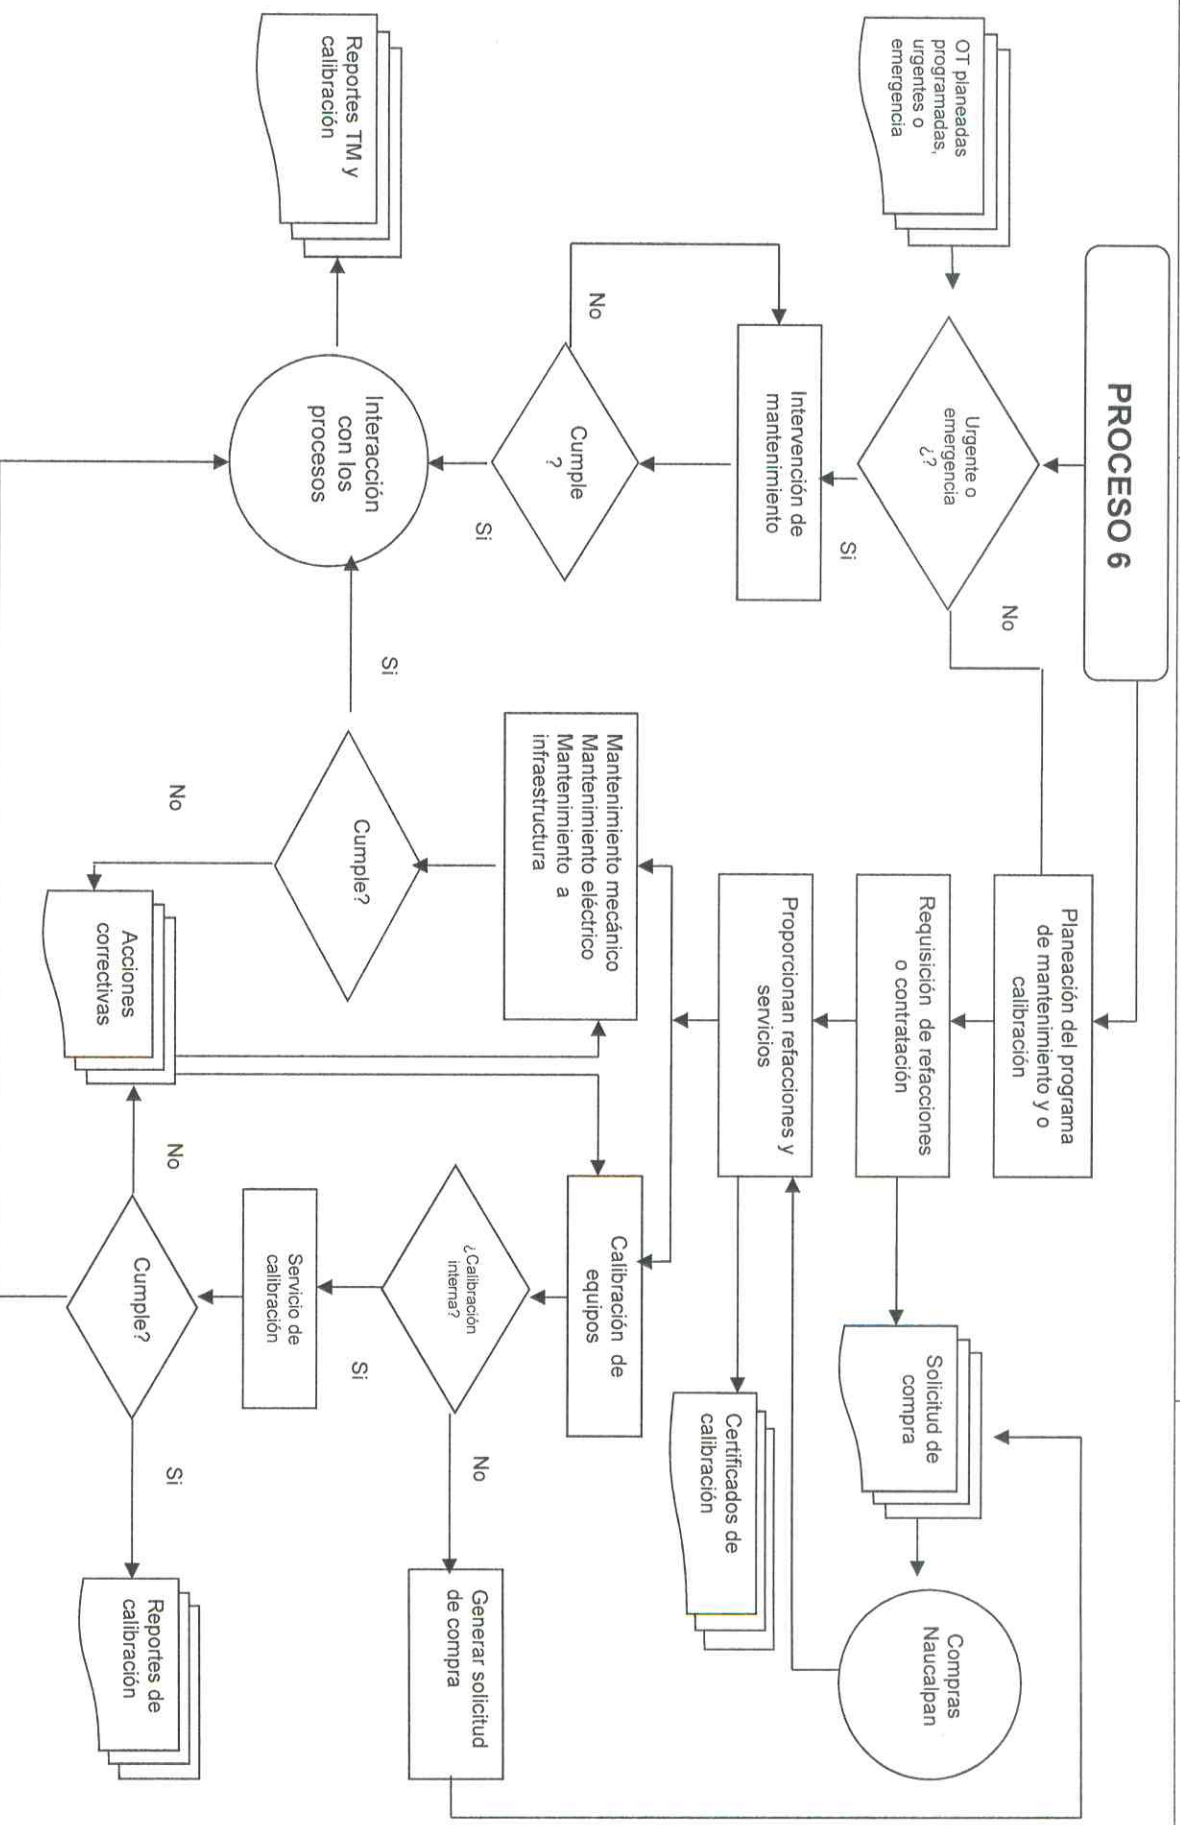 PROCESO 6
OT planeadas
programadas,
urgentes o
emergencia
Urgente o
emergencia
¿?
No
Si
Planeación del programa
de mantenimiento y o
calibración
Intervención de
mantenimiento
Requisición de refacciones
o contratación
Solicitud de
compra
Compras
Naucalpan
Proporcionan refacciones y
servicios
Certificados de
calibración
No
Cumple
?
Si
Mantenimiento mecánico
Mantenimiento eléctrico
Mantenimiento a
infraestructura
Calibración de
equipos
Reportes TM y
calibración
Interacción
con los
procesos
Si
Cumple?
No
¿Calibración
interna?
No
Si
Generar solicitud
de compra
Servicio de
calibración
Acciones
correctivas
No
Cumple?
Si
Reportes de
calibración